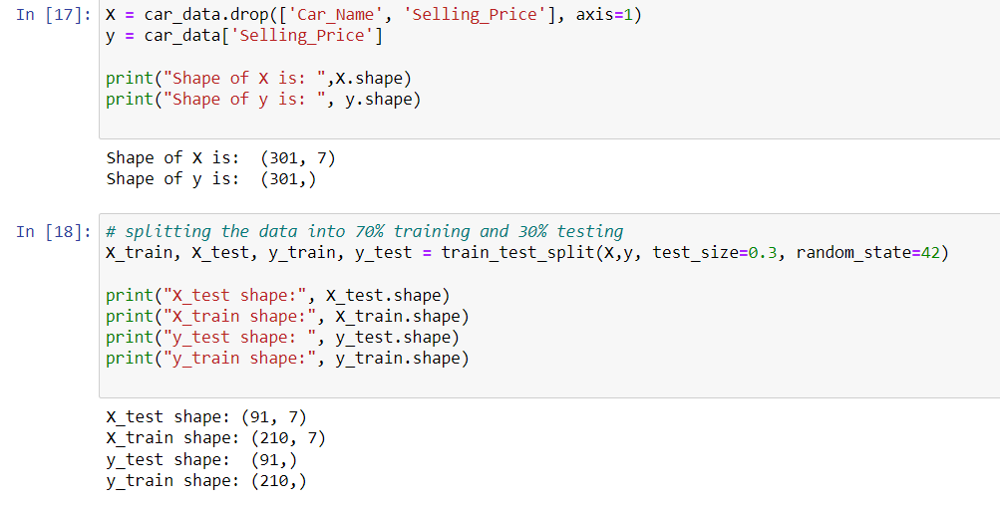 In [17]: X = car_data.drop(['Car_Name', 'Selling_Price'], axis=1)
y = car_data['Selling_Price']
print("Shape of X is: ",X.shape)
print("Shape of y is: ", y.shape)
Shape of X is:  (301, 7)
Shape of y is:  (301,)
In [18]: # splitting the data into 70% training and 30% testing
X_train, X_test, y_train, y_test = train_test_split(X,y, test_size=0.3, random_state=42)
print("X_test shape:", X_test.shape)
print("X_train shape:", X_train.shape)
print("y_test shape: ", y_test.shape)
print("y_train shape:", y_train.shape)
X_test shape: (91, 7)
X_train shape: (210, 7)
y_test shape:  (91,)
y_train shape: (210,)